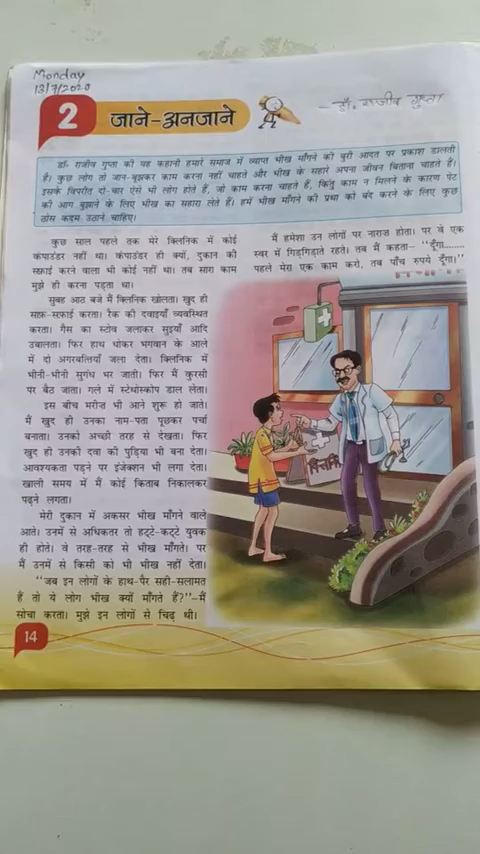 Monday
13/7/2020
2 जाने-अनजाने
- डॉ. राजीव गुप्ता
डॉ॰ राजीव गुप्ता की यह कहानी हमारे समाज में व्याप्त भीख माँगने की बुरी आदत पर प्रकाश डालती
है। कुछ लोग तो जान-बूझकर काम करना नहीं चाहते और भीख के सहारे अपना जीवन बिताना चाहते हैं।
इसके विपरीत दो-चार ऐसे भी लोग होते हैं, जो काम करना चाहते हैं, किंतु काम न मिलने के कारण पेट
की आग बुझाने के लिए भीख का सहारा लेते हैं। हमें भीख माँगने की प्रथा को बंद करने के लिए कुछ
ठोस कदम उठाने चाहिए।
कुछ साल पहले तक मेरे क्लिनिक में कोई
कंपाउंडर नहीं था। कंपाउंडर ही क्यों, दुकान की
सफ़ाई करने वाला भी कोई नहीं था। तब सारा काम
मुझे ही करना पड़ता था।
सुबह आठ बजे मैं क्लिनिक खोलता। खुद ही
साफ़-सफ़ाई करता। रैक की दवाइयाँ व्यवस्थित
करता। गैस का स्टोव जलाकर सुइयाँ आदि
उबालता। फिर हाथ धोकर भगवान के आले
में दो अगरबत्तियाँ जला देता। क्लिनिक में
भीनी-भीनी सुगंध भर जाती। फिर मैं कुरसी
पर बैठ जाता। गले में स्टेथोस्कोप डाल लेता।
इस बीच मरीज़ भी आने शुरू हो जाते।
मैं खुद ही उनका नाम-पता पूछकर पर्चा
बनाता। उनको अच्छी तरह से देखता। फिर
खुद ही उनको दवा की पुड़िया भी बना देता।
आवश्यकता पड़ने पर इंजेक्शन भी लगा देता।
खाली समय में मैं कोई किताब निकालकर
पढ़ने लगता।
मेरी दुकान में अकसर भीख माँगने वाले
आते। उनमें से अधिकतर तो हट्टे-कट्टे युवक
ही होते। वे तरह-तरह से भीख माँगते। पर
मैं उनमें से किसी को भी भीख नहीं देता।
"जब इन लोगों के हाथ-पैर सही-सलामत
हैं तो ये लोग भीख क्यों माँगते हैं?"–मैं
सोचा करता। मुझे इन लोगों से चिढ़ थी।
मैं हमेशा उन लोगों पर नाराज़ होता। पर वे एक
स्वर में गिड़गिड़ाते रहते। तब मैं कहता– "दूँगा........
पहले मेरा एक काम करो, तब पाँच रुपये दूँगा।"
14